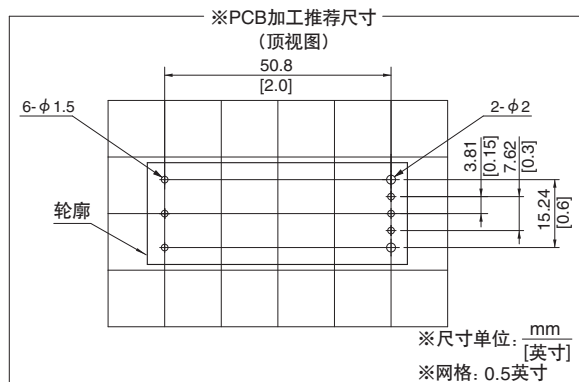 ※PCB加工推荐尺寸
(顶视图)
50.8
[2.0]
6-φ1.5
2-φ2
3.81
[0.15]
7.62
[0.3]
15.24
[0.6]
轮廓
※尺寸单位: mm
[英寸]
※网格: 0.5英寸